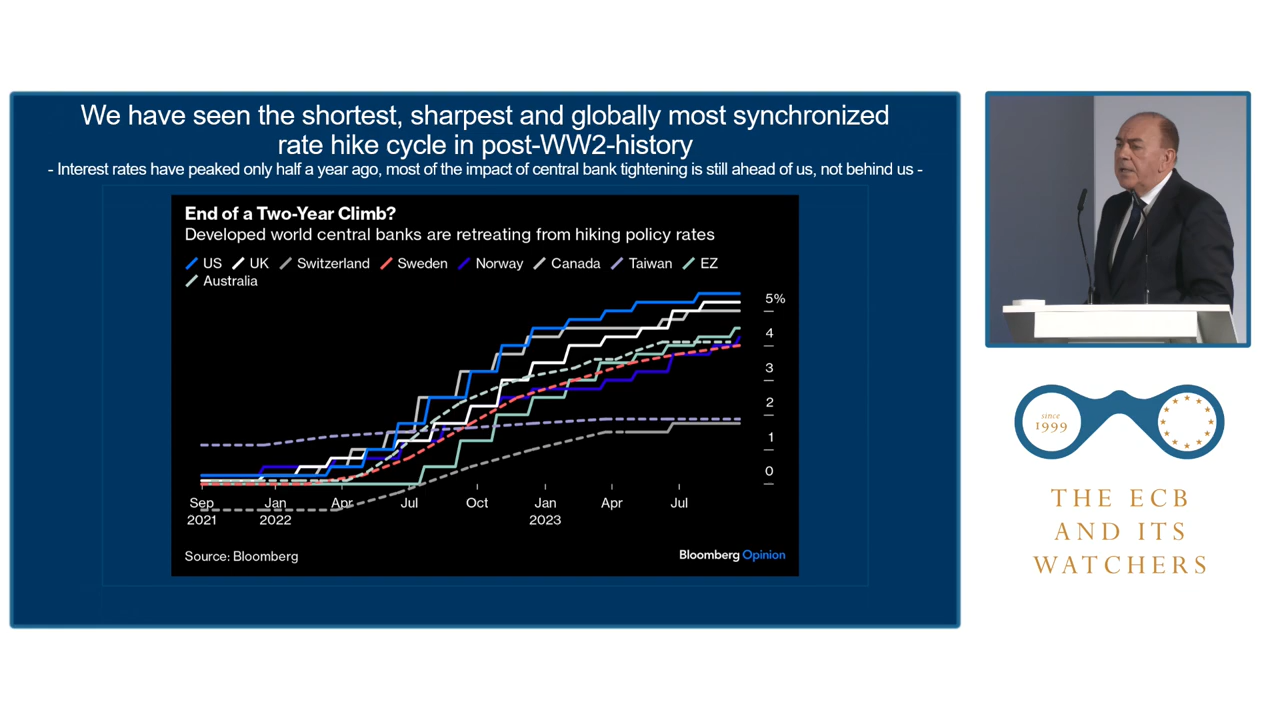 We have seen the shortest, sharpest and globally most synchronized
rate hike cycle in post-WW2-history
- Interest rates have peaked only half a year ago, most of the impact of central bank tightening is still ahead of us, not behind us -
End of a Two-Year Climb?
Developed world central banks are retreating from hiking policy rates
US UK Switzerland Sweden Norway Canada Taiwan EZ
Australia
5%
4
3
2
1
0
Sep Jan Apr Jul Oct Jan Apr Jul
2021 2022 2023
Source: Bloomberg
Bloomberg Opinion
since
1999
THE ECB
AND ITS
WATCHERS